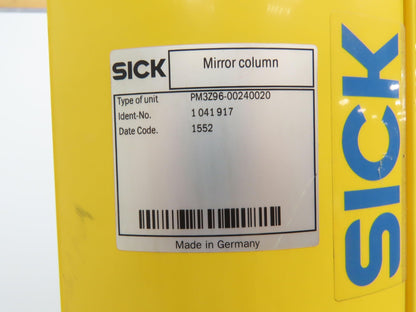 SICK
Mirror column
Type of unit PM3Z96-00240020
Ident-No. 1 041 917
Date Code. 1552
Made in Germany
SICK